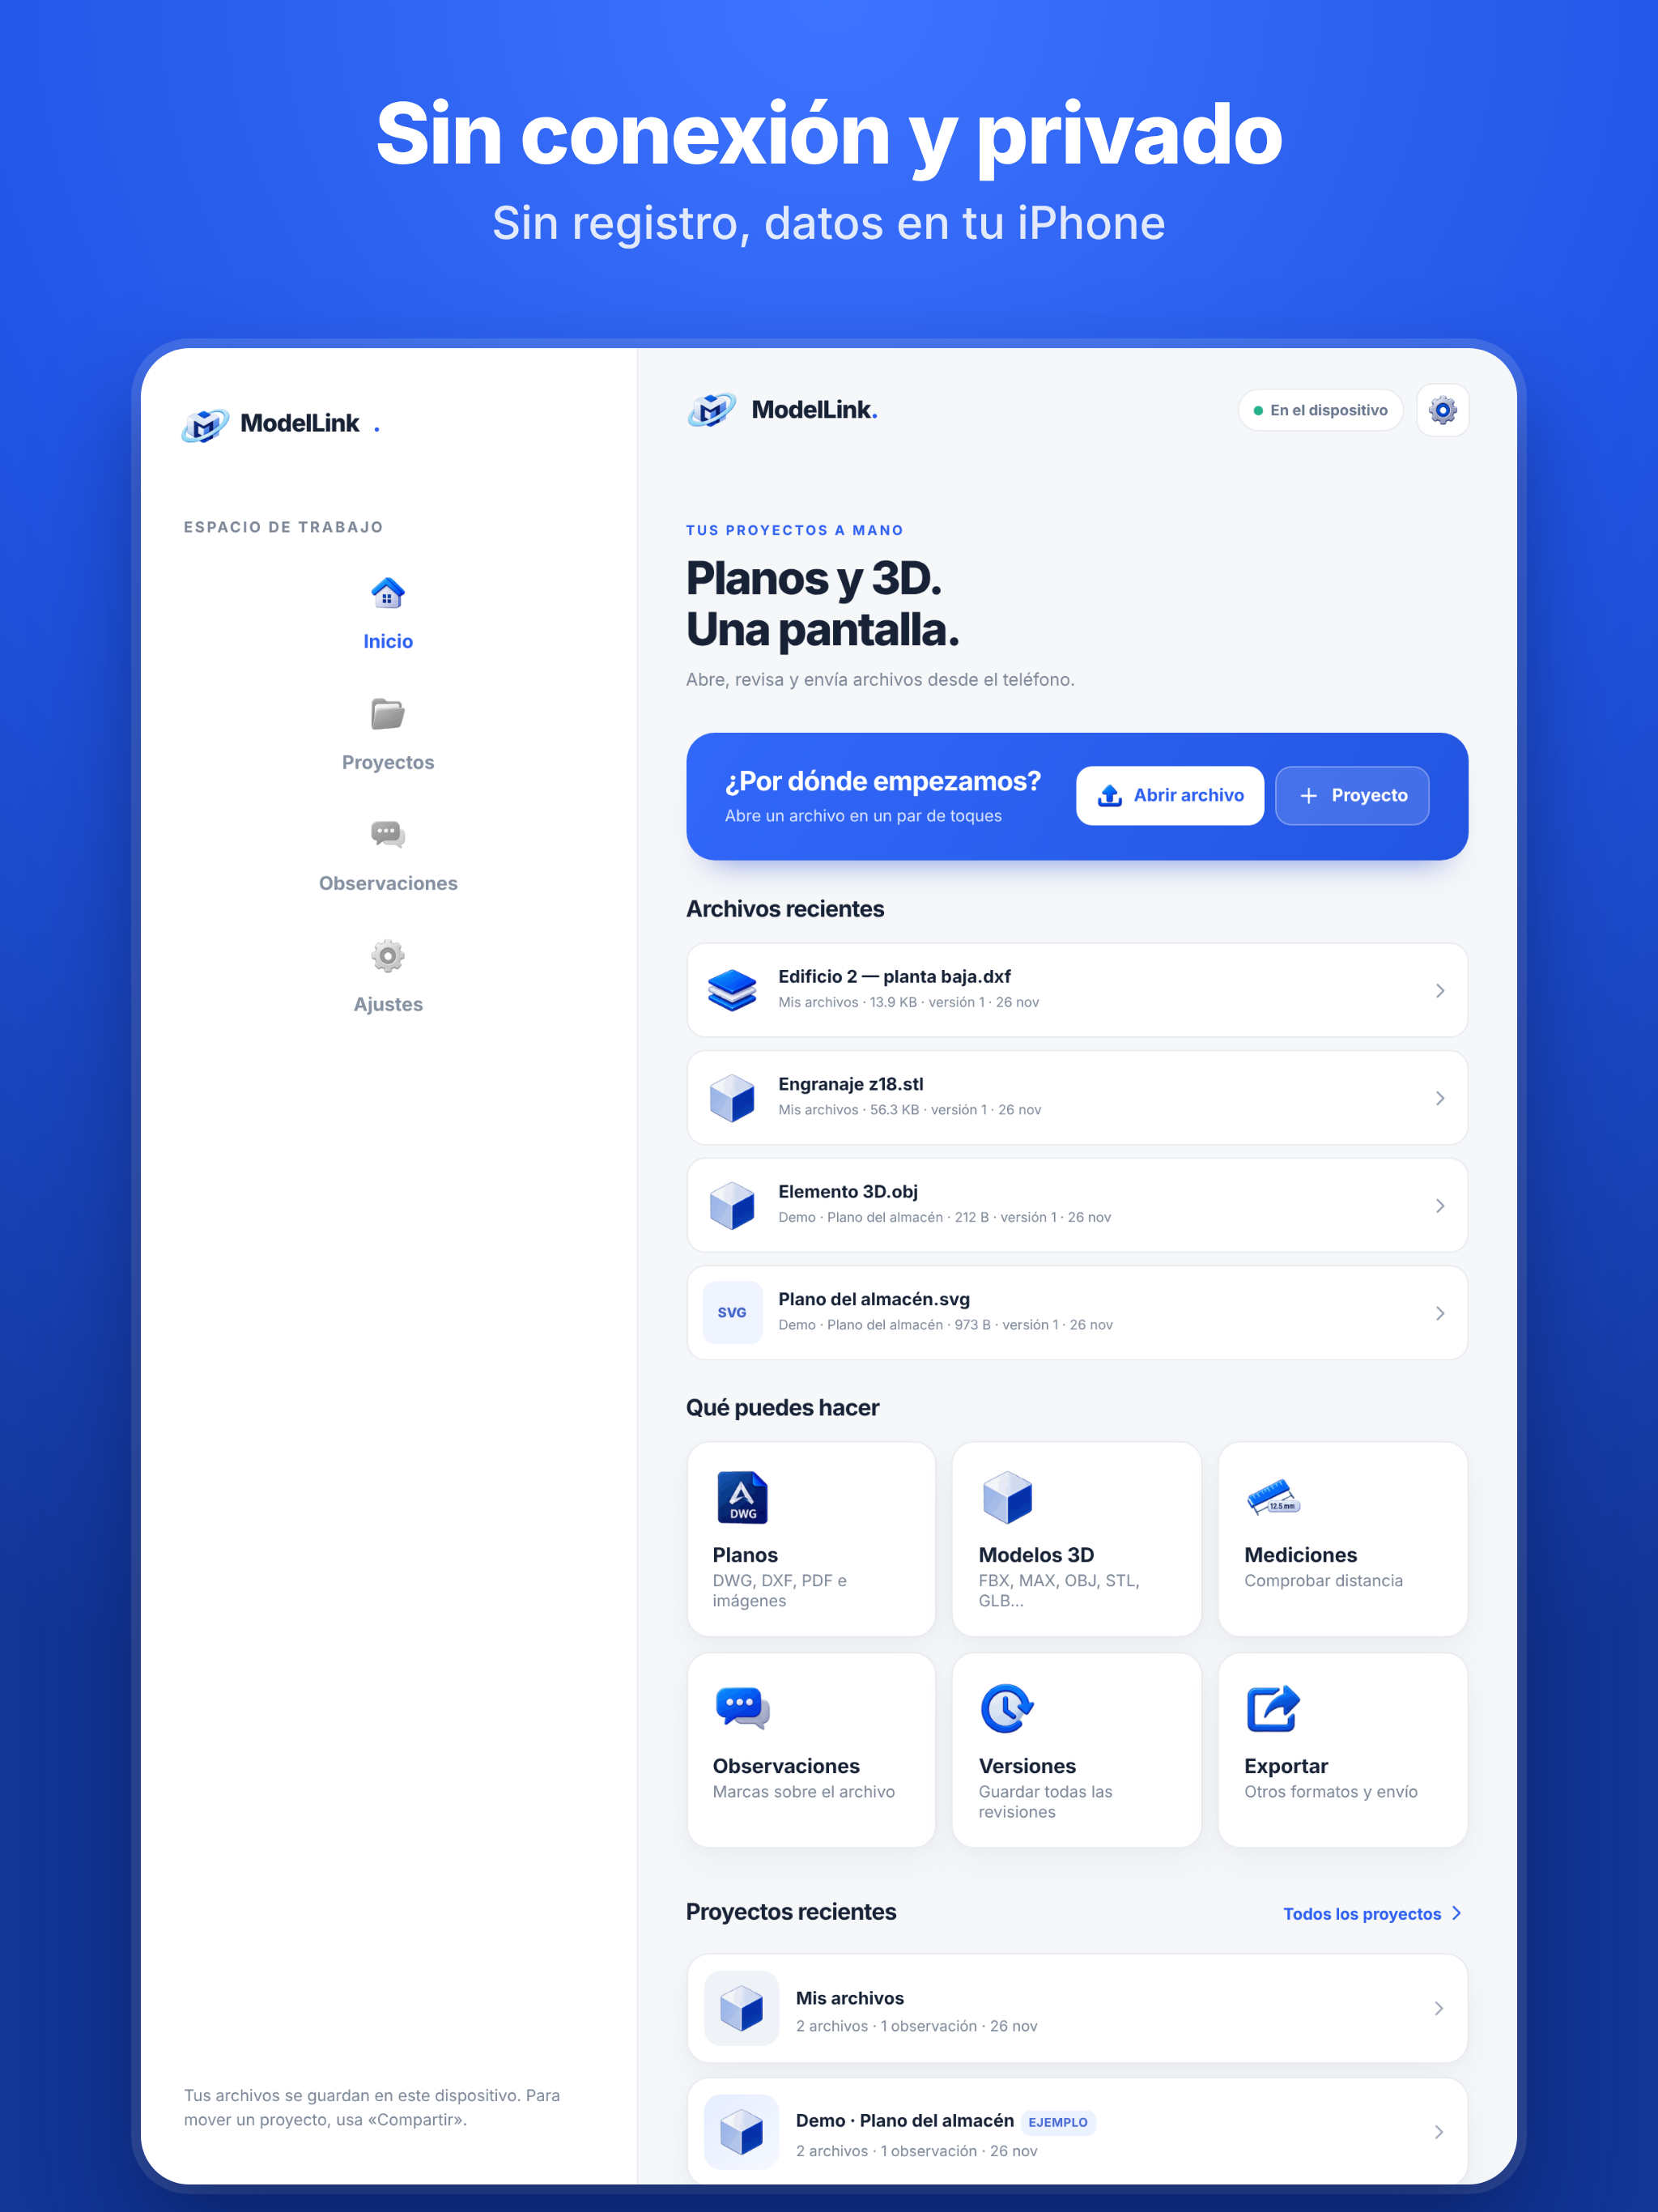 Sin conexión y privado
Sin registro, datos en tu iPhone
ModelLink .
ESPACIO DE TRABAJO
Inicio
Proyectos
Observaciones
Ajustes
Tus archivos se guardan en este dispositivo. Para
mover un proyecto, usa «Compartir».
ModelLink.
En el dispositivo
TUS PROYECTOS A MANO
Planos y 3D.
Una pantalla.
Abre, revisa y envía archivos desde el teléfono.
¿Por dónde empezamos?
Abre un archivo en un par de toques
Abrir archivo
+ Proyecto
Archivos recientes
Edificio 2 — planta baja.dxf
Mis archivos · 13.9 KB · versión 1 · 26 nov
Engranaje z18.stl
Mis archivos · 56.3 KB · versión 1 · 26 nov
Elemento 3D.obj
Demo · Plano del almacén · 212 B · versión 1 · 26 nov
SVG
Plano del almacén.svg
Demo · Plano del almacén · 973 B · versión 1 · 26 nov
Qué puedes hacer
DWG
Planos
DWG, DXF, PDF e
imágenes
Modelos 3D
FBX, MAX, OBJ, STL,
GLB...
12.5 mm
Mediciones
Comprobar distancia
Observaciones
Marcas sobre el archivo
Versiones
Guardar todas las
revisiones
Exportar
Otros formatos y envío
Proyectos recientes
Todos los proyectos
Mis archivos
2 archivos · 1 observación · 26 nov
Demo · Plano del almacén EJEMPLO
2 archivos · 1 observación · 26 nov